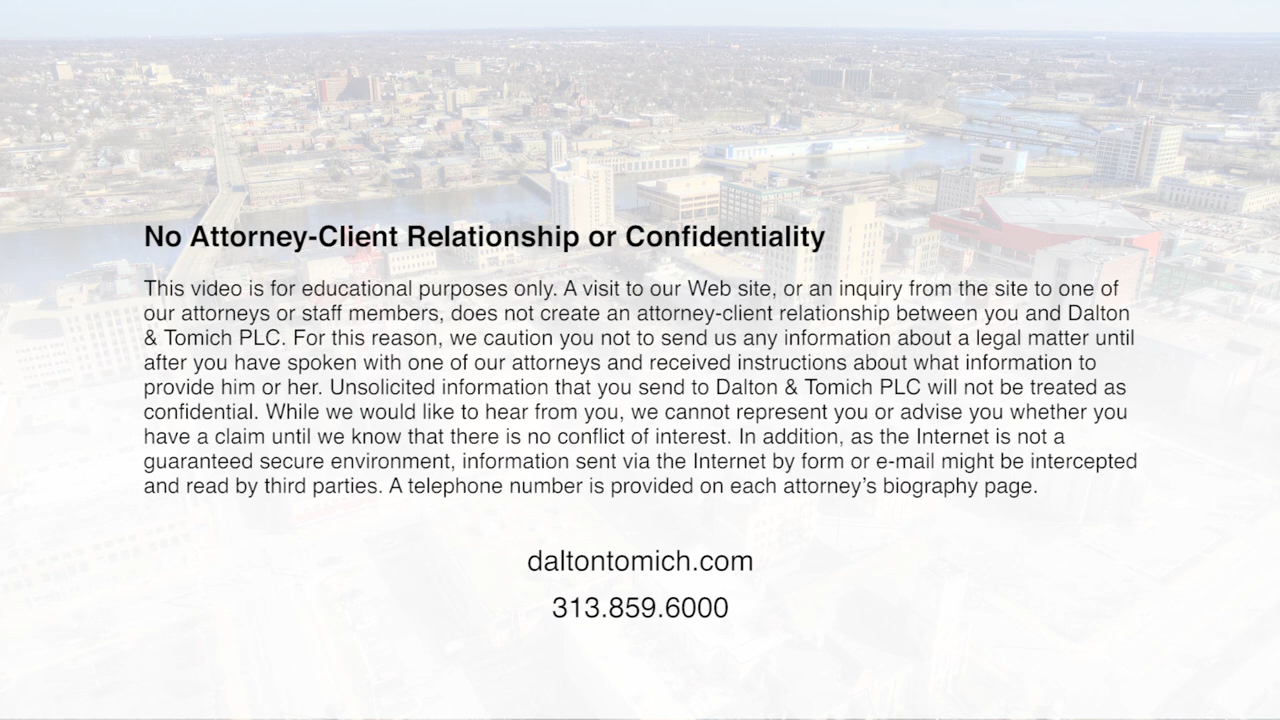 No Attorney-Client Relationship or Confidentiality
This video is for educational purposes only. A visit to our Web site, or an inquiry from the site to one of
our attorneys or staff members, does not create an attorney-client relationship between you and Dalton
& Tomich PLC. For this reason, we caution you not to send us any information about a legal matter until
after you have spoken with one of our attorneys and received instructions about what information to
provide him or her. Unsolicited information that you send to Dalton & Tomich PLC will not be treated as
confidential. While we would like to hear from you, we cannot represent you or advise you whether you
have a claim until we know that there is no conflict of interest. In addition, as the Internet is not a
guaranteed secure environment, information sent via the Internet by form or e-mail might be intercepted
and read by third parties. A telephone number is provided on each attorney’s biography page.
daltontomich.com
313.859.6000